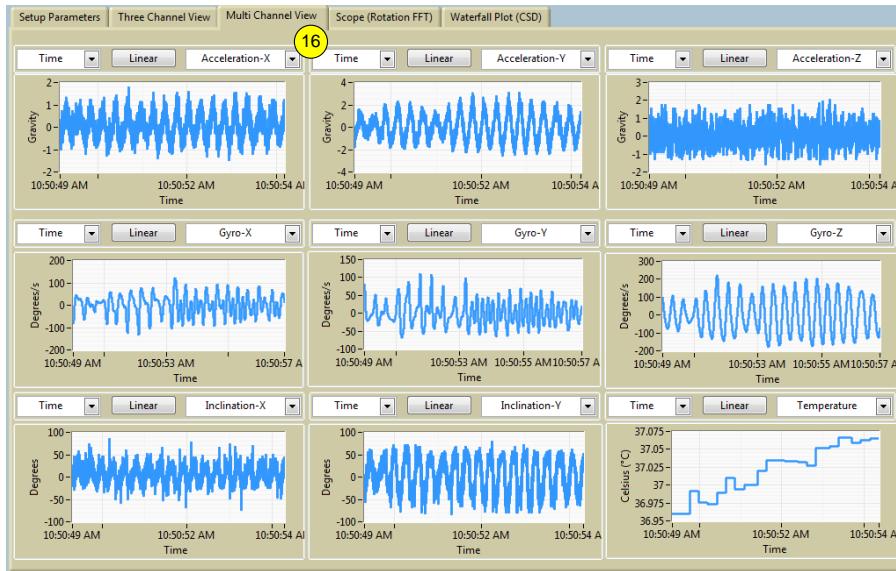 Setup Parameters Three Channel View Multi Channel View Scope (Rotation FFT) Waterfall Plot (CSD)
16
Time Linear Acceleration-X Time Linear Acceleration-Y Time Linear Acceleration-Z
Gravity
2-
1-
0-
-1-
-2-
10:50:49 AM 10:50:52 AM 10:50:54 A
Time
Gravity
4-
2-
0-
-2-
-4-
10:50:49 AM 10:50:52 AM 10:50:54 A
Time
Gravity
3-
2-
1-
0-
-1-
-2-
10:50:49 AM 10:50:52 AM 10:50:54 A
Time
Time Linear Gyro-X Time Linear Gyro-Y Time Linear Gyro-Z
Degrees/s
200-
100-
0-
-100-
-200-
10:50:49 AM 10:50:53 AM 10:50:57 A
Time
Degrees/s
150-
100-
50-
0-
-50-
-100-
10:50:49 AM 10:50:53 AM 10:50:55 AM 10:50:57 A
Time
Degrees/s
300-
200-
100-
0-
-100-
-200-
10:50:49 AM 10:50:53 AM 10:50:55 AM 10:50:57 A
Time
Time Linear Inclination-X Time Linear Inclination-Y Time Linear Temperature
Degrees
100-
50-
0-
-50-
-100-
10:50:49 AM 10:50:52 AM 10:50:54 A
Time
Degrees
100-
50-
0-
-50-
-100-
10:50:49 AM 10:50:52 AM 10:50:54 A
Time
Celsius (°C)
37.075-
37.05-
37.025-
37-
36.975-
36.95-
10:50:49 AM 10:50:52 AM 10:50:54 A
Time